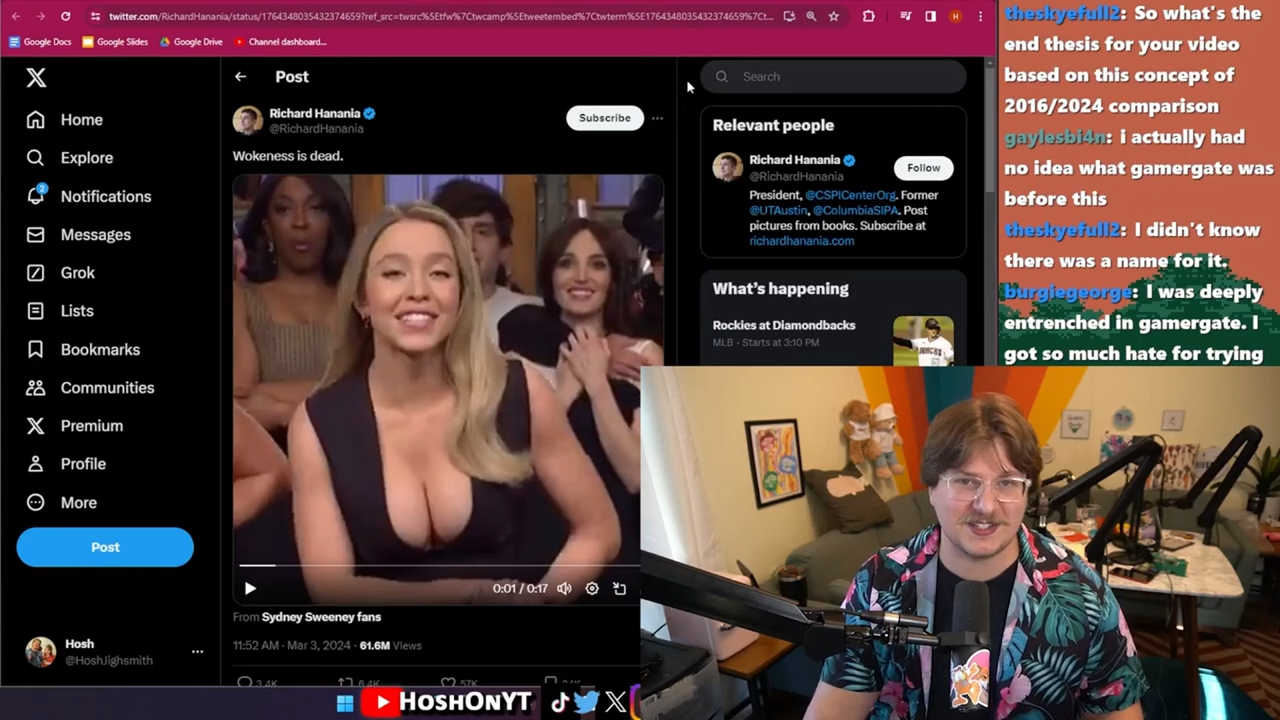 twitter.com/RichardHanania/status/1764348035432374659?ref_src=twsrc%5Etfw%7Ctwcamp%5Etweetembed%7Ctwterm%5E1764348035432374659%7Ct...
Google Docs
Google Slides
Google Drive
Channel dashboard...
Home
Explore
2
Notifications
Messages
Grok
Lists
Bookmarks
Communities
Premium
Profile
More
Post
Hosh
@HoshJighsmith
Post
Richard Hanania
@RichardHanania
Subscribe
Wokeness is dead.
0:01 / 0:17
From Sydney Sweeney fans
11:52 AM · Mar 3, 2024 · 61.6M Views
3.4K
6.4K
57K
Search
Relevant people
Richard Hanania
@RichardHanania
Follow
President, @CSPICenterOrg. Former
@UTAustin, @ColumbiaSIPA. Post
pictures from books. Subscribe at
richardhanania.com
What's happening
Rockies at Diamondbacks
MLB · Starts at 3:10 PM
theskyefull2: So what's the
end thesis for your video
based on this concept of
2016/2024 comparison
gaylesbi4n: i actually had
no idea what gamergate was
before this
theskyefull2: I didn't know
there was a name for it.
burgiegeorge: I was deeply
entrenched in gamergate. I
got so much hate for trying
HoshOnYT